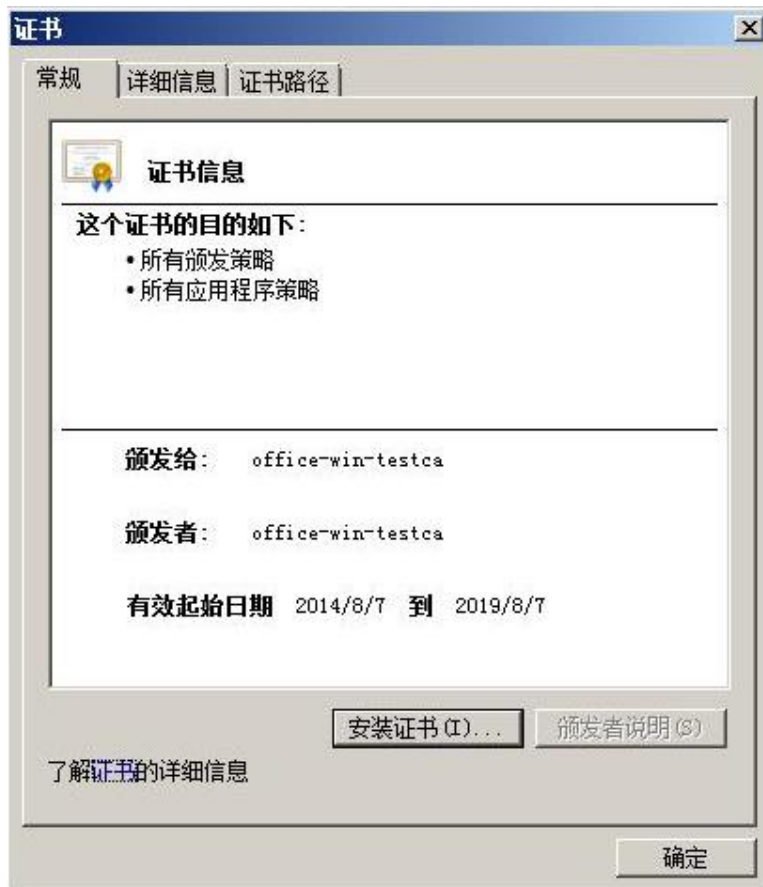 证书
常规 详细信息 证书路径
证书信息
这个证书的目的如下:
•所有颁发策略
•所有应用程序策略
颁发给: office-win-testca
颁发者: office-win-testca
有效起始日期 2014/8/7 到 2019/8/7
安装证书(I)... 颁发者说明(S)
了解证书的详细信息
确定